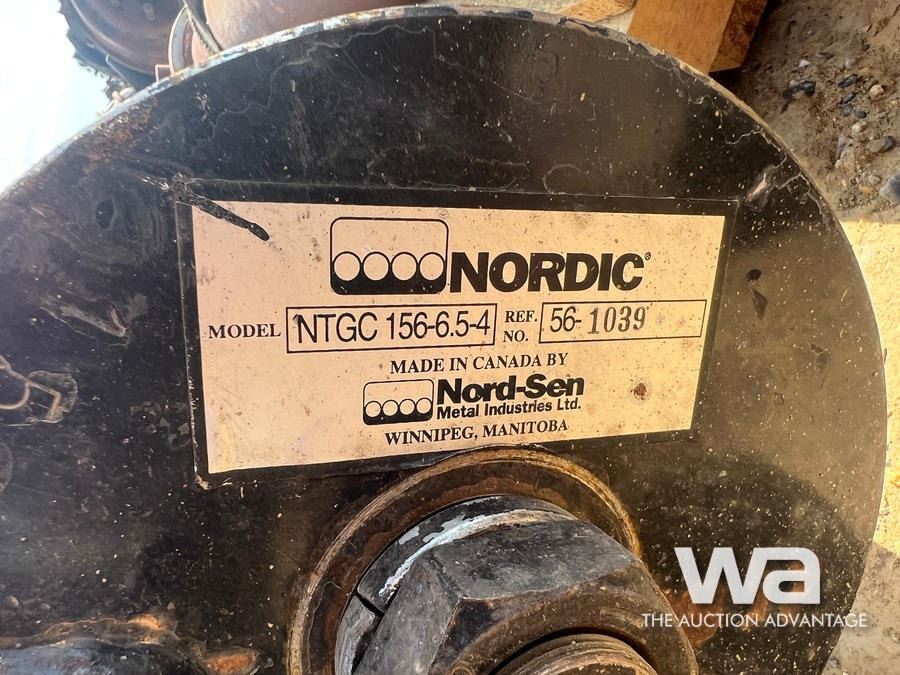 NORDIC®
MODEL NTGC 156-6.5-4 REF. NO. 56-1039
MADE IN CANADA BY
Nord-Sen
Metal Industries Ltd.
WINNIPEG, MANITOBA
wa
THE AUCTION ADVANTAGE